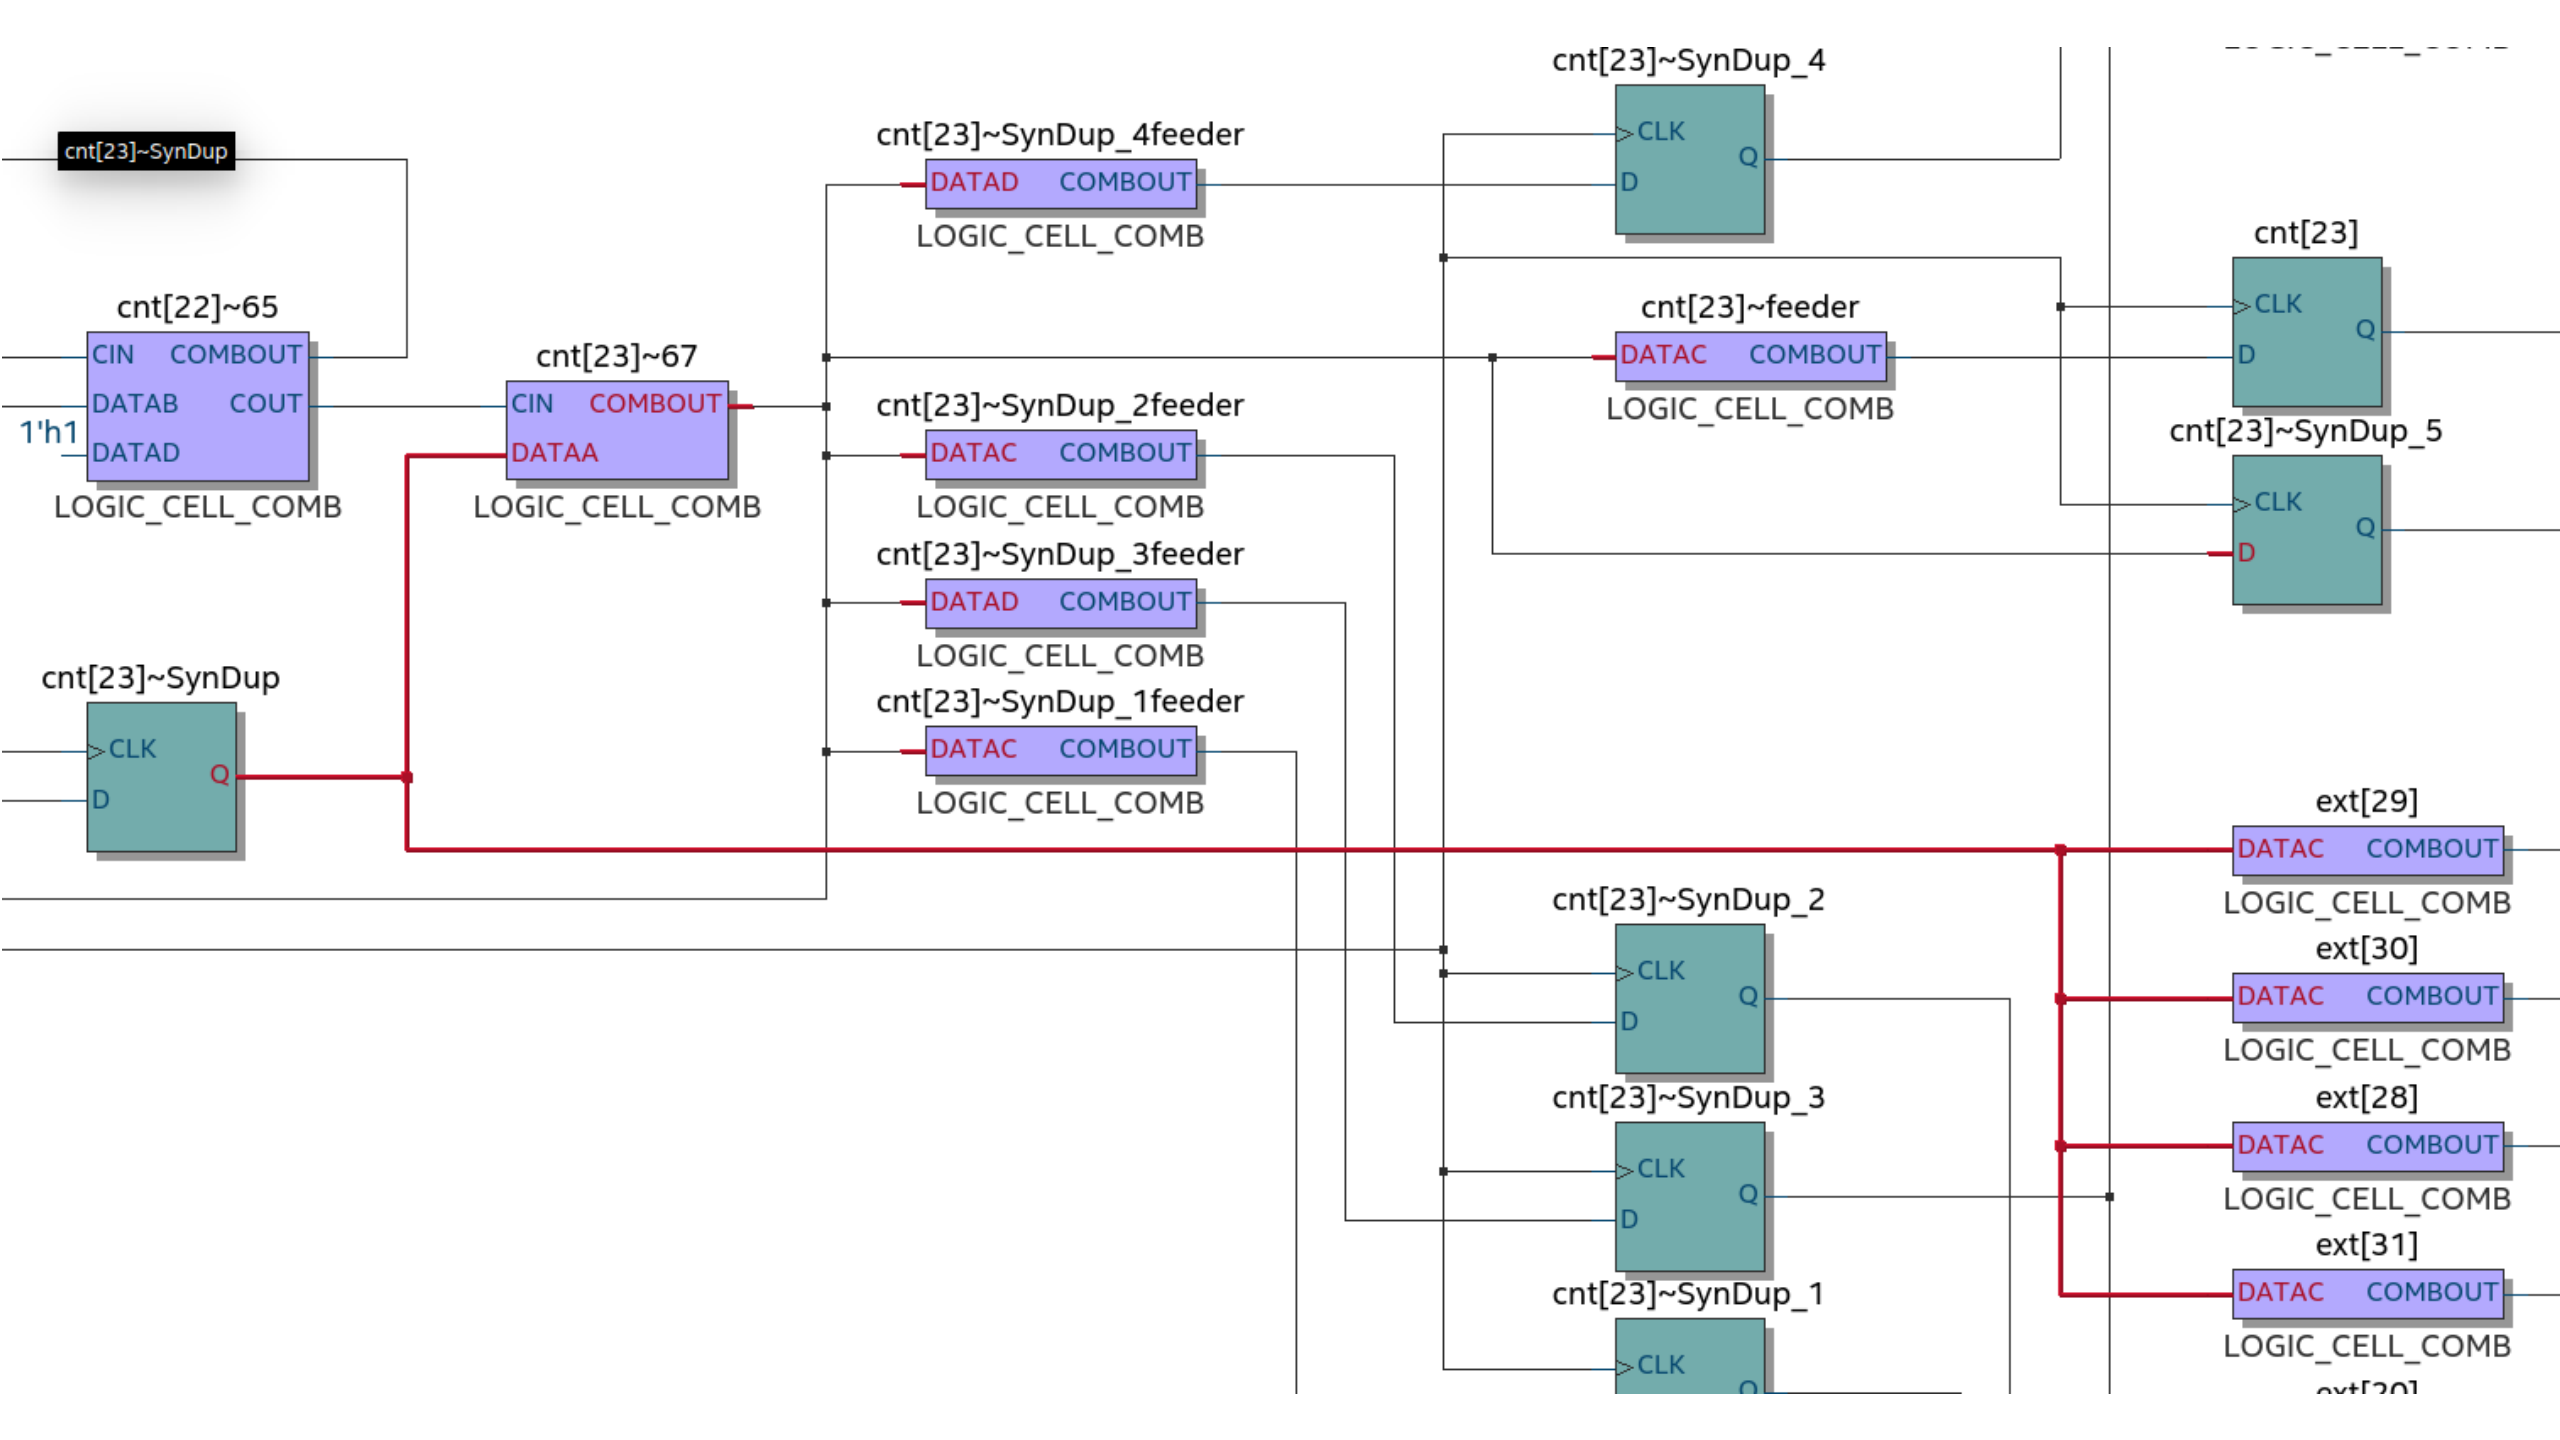 cnt[23]~SynDup
cnt[22]~65
CIN COMBOUT
DATAB COUT
1'h1
DATAD
LOGIC_CELL_COMB
cnt[23]~SynDup
CLK
Q
D
cnt[23]~67
CIN COMBOUT
DATAA
LOGIC_CELL_COMB
cnt[23]~SynDup_4feeder
DATAD COMBOUT
LOGIC_CELL_COMB
cnt[23]~SynDup_2feeder
DATAC COMBOUT
LOGIC_CELL_COMB
cnt[23]~SynDup_3feeder
DATAD COMBOUT
LOGIC_CELL_COMB
cnt[23]~SynDup_1feeder
DATAC COMBOUT
LOGIC_CELL_COMB
cnt[23]~SynDup_4
CLK
Q
D
cnt[23]~feeder
DATAC COMBOUT
LOGIC_CELL_COMB
cnt[23]~SynDup_2
CLK
Q
D
cnt[23]~SynDup_3
CLK
Q
D
cnt[23]~SynDup_1
CLK
Q
cnt[23]
CLK
Q
D
cnt[23]~SynDup_5
CLK
Q
D
ext[29]
DATAC COMBOUT
LOGIC_CELL_COMB
ext[30]
DATAC COMBOUT
LOGIC_CELL_COMB
ext[28]
DATAC COMBOUT
LOGIC_CELL_COMB
ext[31]
DATAC COMBOUT
LOGIC_CELL_COMB